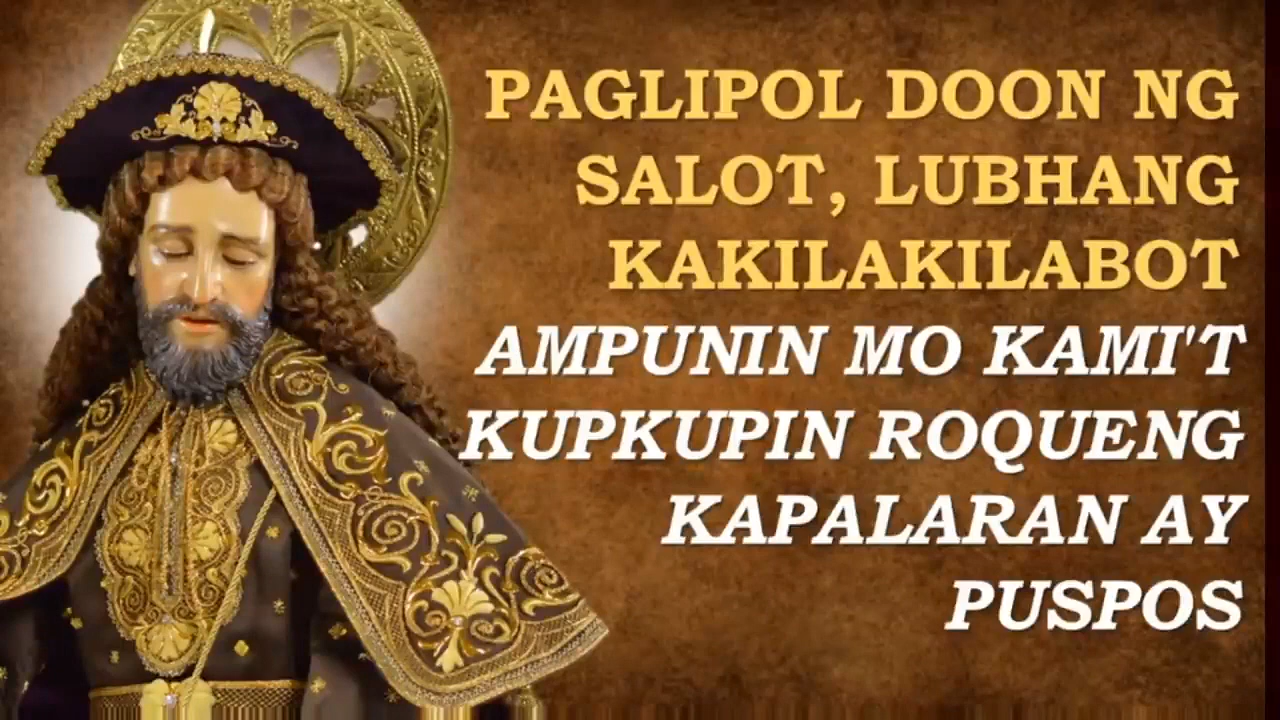 PAGLIPOL DOON NG
SALOT, LUBHANG
KAKILAKILABOT
AMPUNIN MO KAMI'T
KUPKUPIN ROQUENG
KAPALARAN AY
PUSPOS